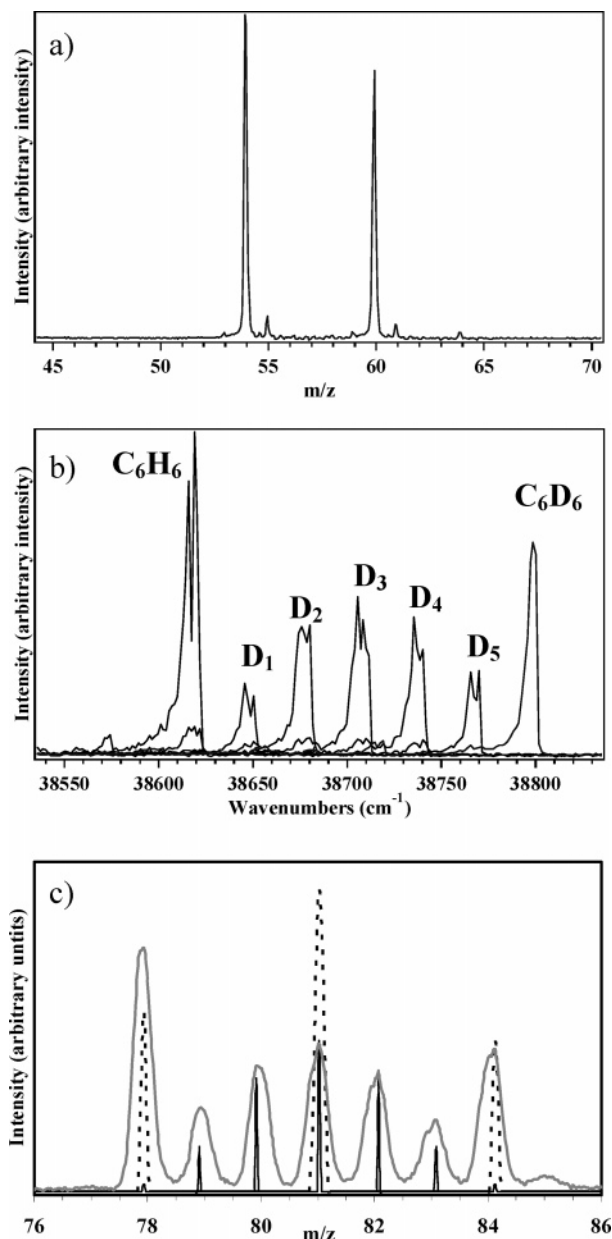 a)
Intensity (arbitrary intensity)
45 50 55 60 65 70
m/z
b)
Intensity (arbitrary intensity)
C₆H₆
D₁
D₂
D₃
D₄
D₅
C₆D₆
38550 38600 38650 38700 38750 38800
Wavenumbers (cm⁻¹)
c)
Intensity (arbitrary untits)
76 78 80 82 84 86
m/z